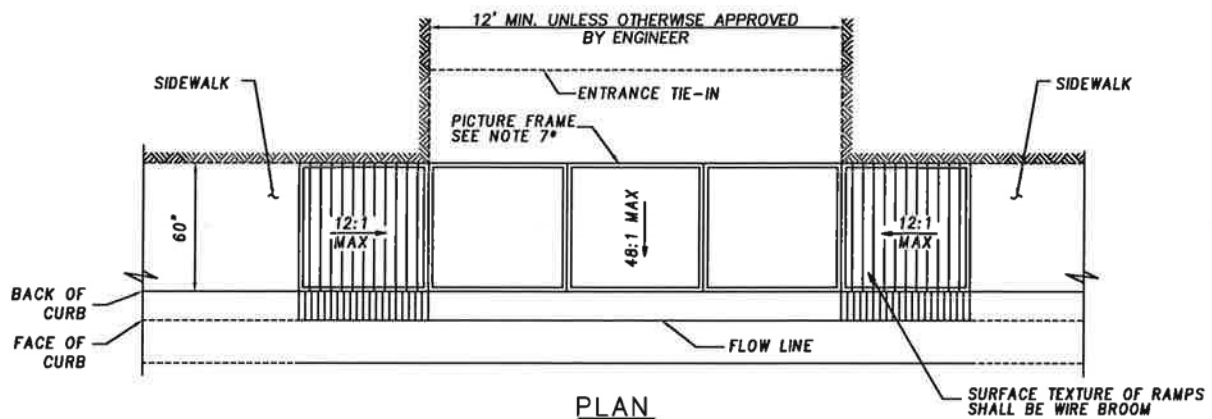 12' MIN. UNLESS OTHERWISE APPROVED
BY ENGINEER
SIDEWALK
SIDEWALK
ENTRANCE TIE-IN
PICTURE FRAME
SEE NOTE 7*
60"
12:1
MAX
48:1 MAX
12:1
MAX
BACK OF
CURB
FACE OF
CURB
FLOW LINE
SURFACE TEXTURE OF RAMPS
SHALL BE WIRE BROOM
PLAN